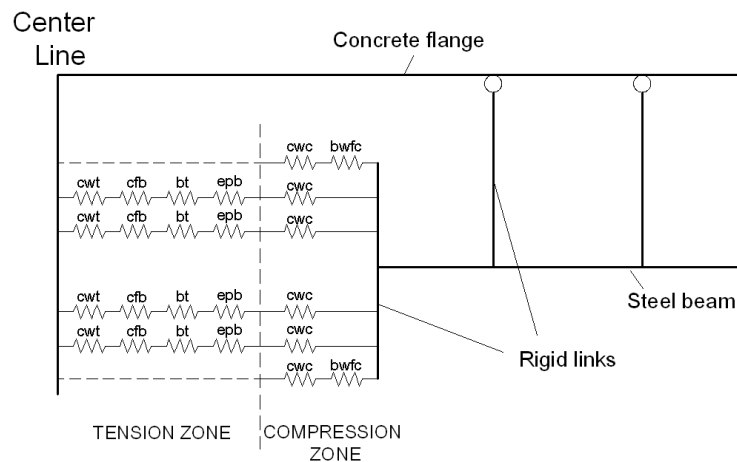 Center
Line
Concrete flange
cwc bwfc
cwt cfb bt epb cwc
cwt cfb bt epb cwc
Steel beam
cwt cfb bt epb cwc
cwt cfb bt epb cwc
Rigid links
cwc bwfc
TENSION ZONE
COMPRESSION
ZONE